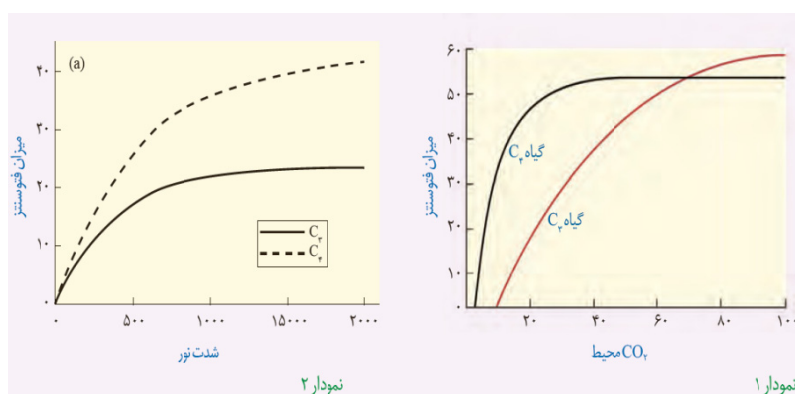 (a)
میزان فتوسنتز
۴۰
۳۰
۲۰
۱۰
۰
C۳
C۴
۰
۵۰۰
۱۰۰۰
۱۵۰۰۰
۲۰۰۰
شدت نور
نمودار ۲
میزان فتوسنتز
۶۰
۵۰
۴۰
۳۰
۲۰
۱۰
۰
گیاه C۴
گیاه C۳
۲۰
۴۰
۶۰
۸۰
۱۰۰
CO۲ محیط
نمودار ۱